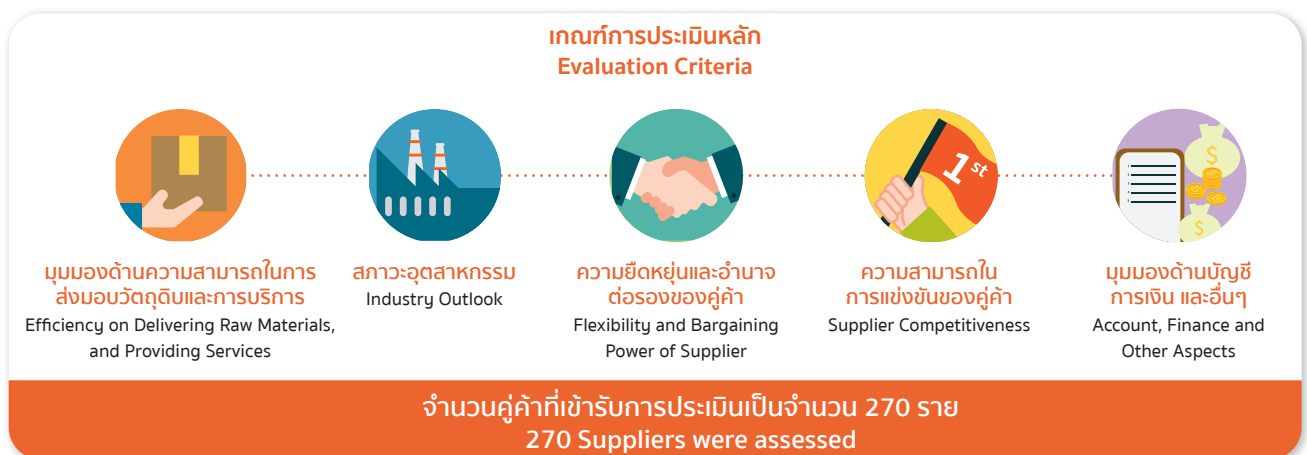 เกณฑ์การประเมินหลัก
Evaluation Criteria
1st
$
$
มุมมองด้านความสามารถในการ
ส่งมอบวัตถุดิบและการบริการ
Efficiency on Delivering Raw Materials,
and Providing Services
สภาวะอุตสาหกรรม
Industry Outlook
ความยืดหยุ่นและอำนาจ
ต่อรองของคู่ค้า
Flexibility and Bargaining
Power of Supplier
ความสามารถใน
การแข่งขันของคู่ค้า
Supplier Competitiveness
มุมมองด้านบัญชี
การเงิน และอื่นๆ
Account, Finance and
Other Aspects
จำนวนคู่ค้าที่เข้ารับการประเมินเป็นจำนวน 270 ราย
270 Suppliers were assessed